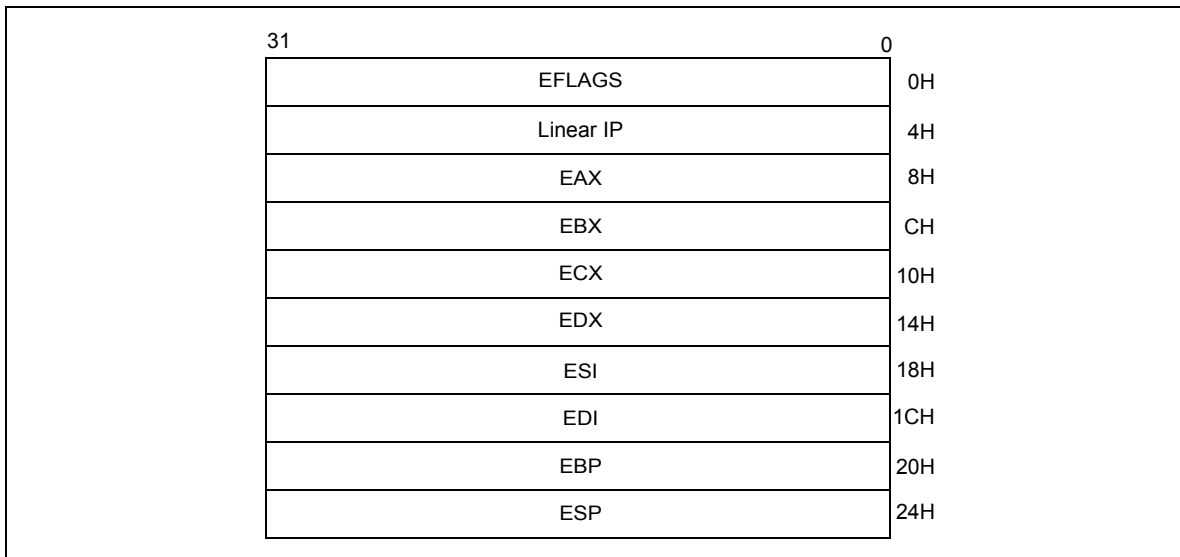 31 0
EFLAGS 0H
Linear IP 4H
EAX 8H
EBX CH
ECX 10H
EDX 14H
ESI 18H
EDI 1CH
EBP 20H
ESP 24H